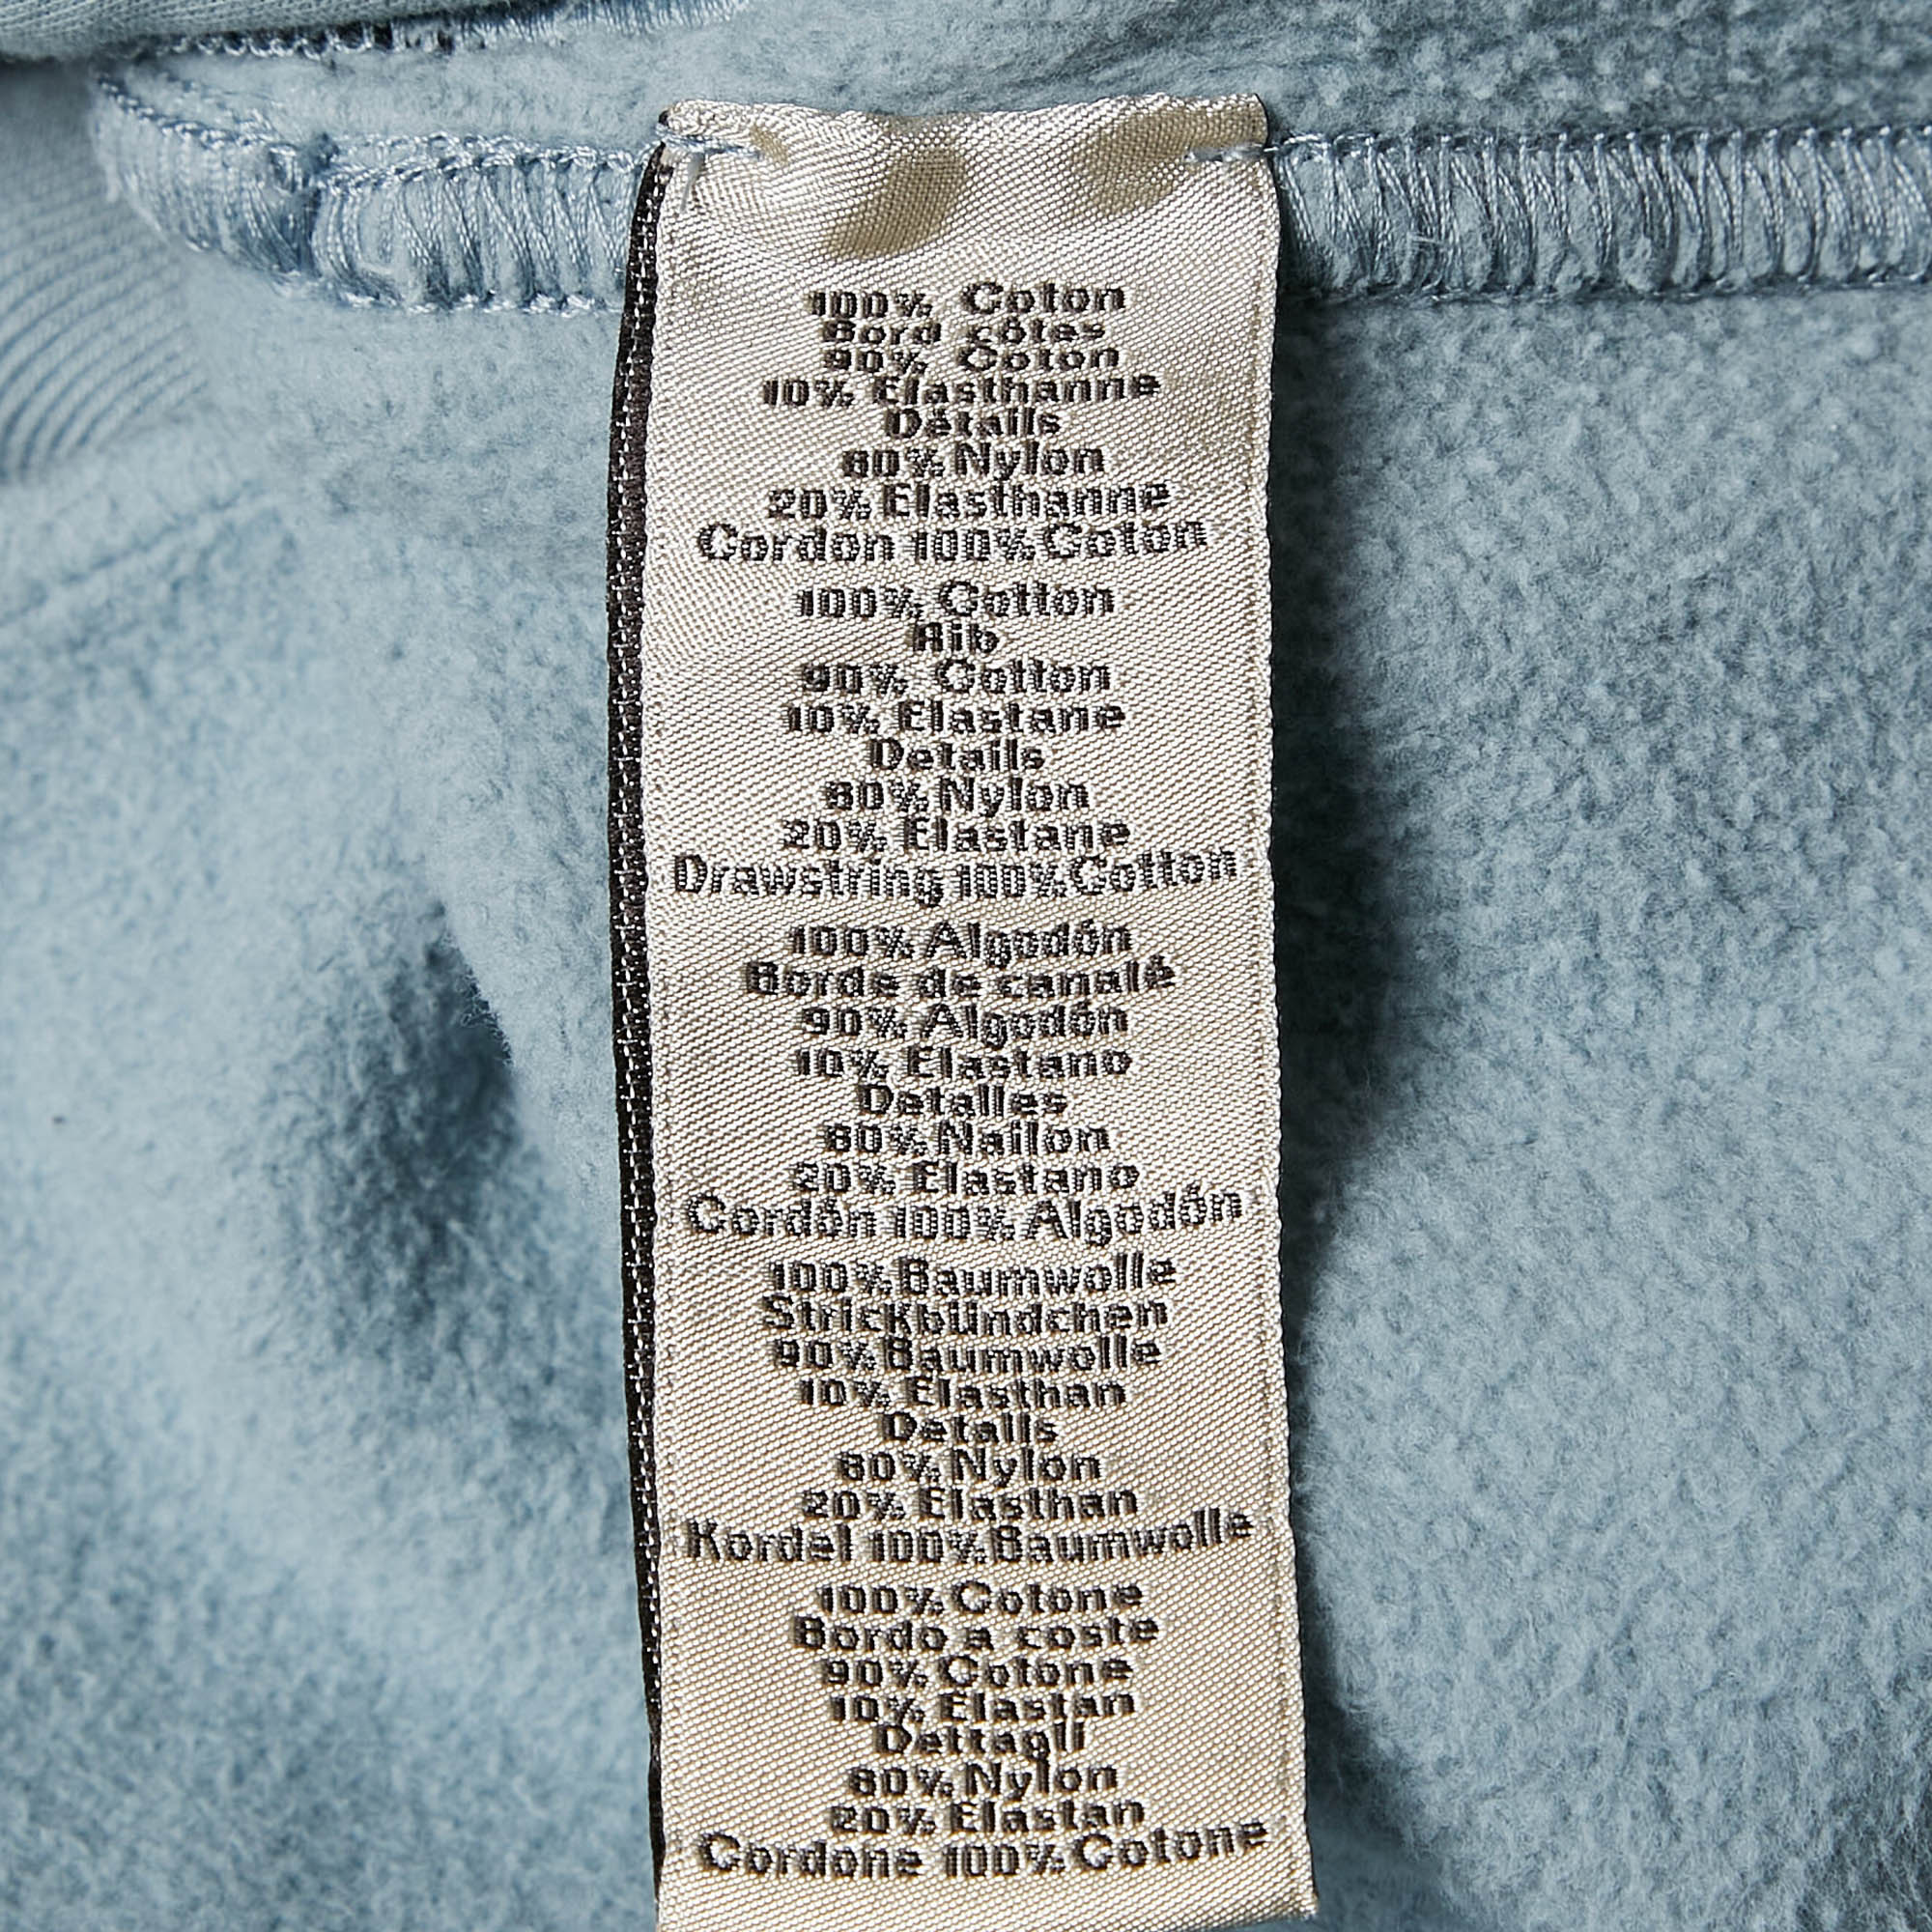 100% Coton
Bord côtes
90% Coton
10% Elasthanne
Détails
80% Nylon
20% Elasthanne
Cordon 100% Coton
100% Cotton
Rib
90% Cotton
10% Elastane
Details
80% Nylon
20% Elastane
Drawstring 100% Cotton
100% Algodón
Borde de canalé
90% Algodón
10% Elastano
Detalles
80% Nailon
20% Elastano
Cordón 100% Algodón
100% Baumwolle
Strickbündchen
90% Baumwolle
10% Elasthan
Details
80% Nylon
20% Elasthan
Kordel 100% Baumwolle
100% Cotone
Bordo a coste
90% Cotone
10% Elastan
Dettagli
80% Nylon
20% Elastan
Cordone 100% Cotone